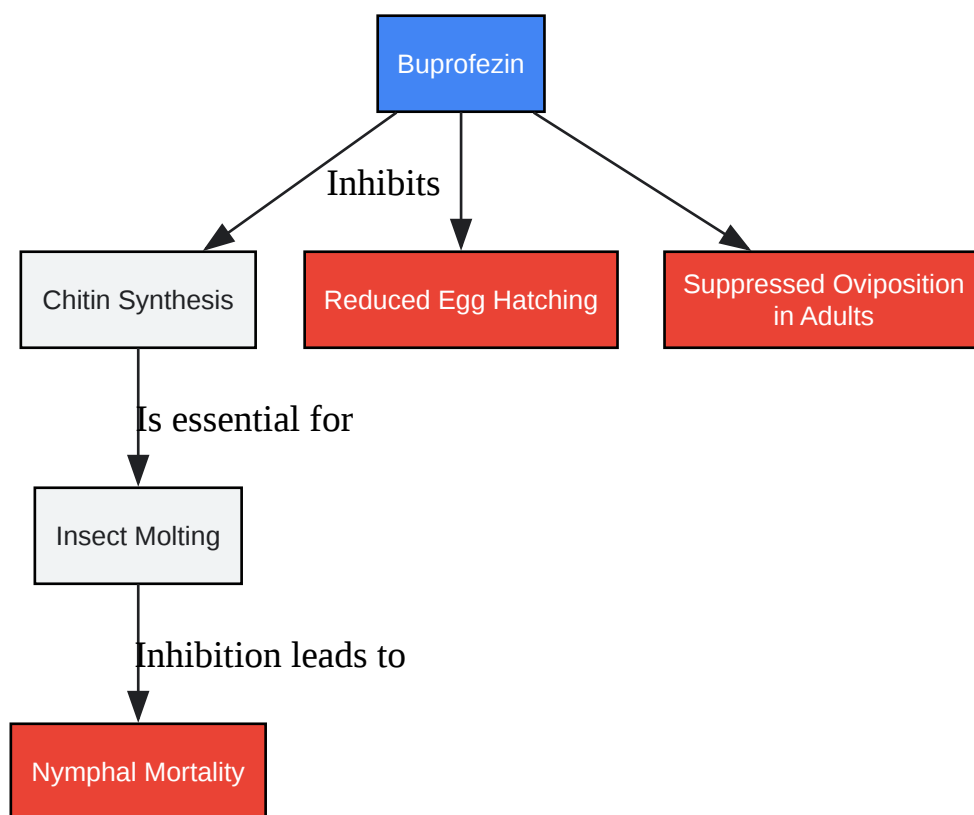 Buprofezin
Inhibits
Chitin Synthesis
Reduced Egg Hatching
Suppressed Oviposition
in Adults
Is essential for
Insect Molting
Inhibition leads to
Nymphal Mortality